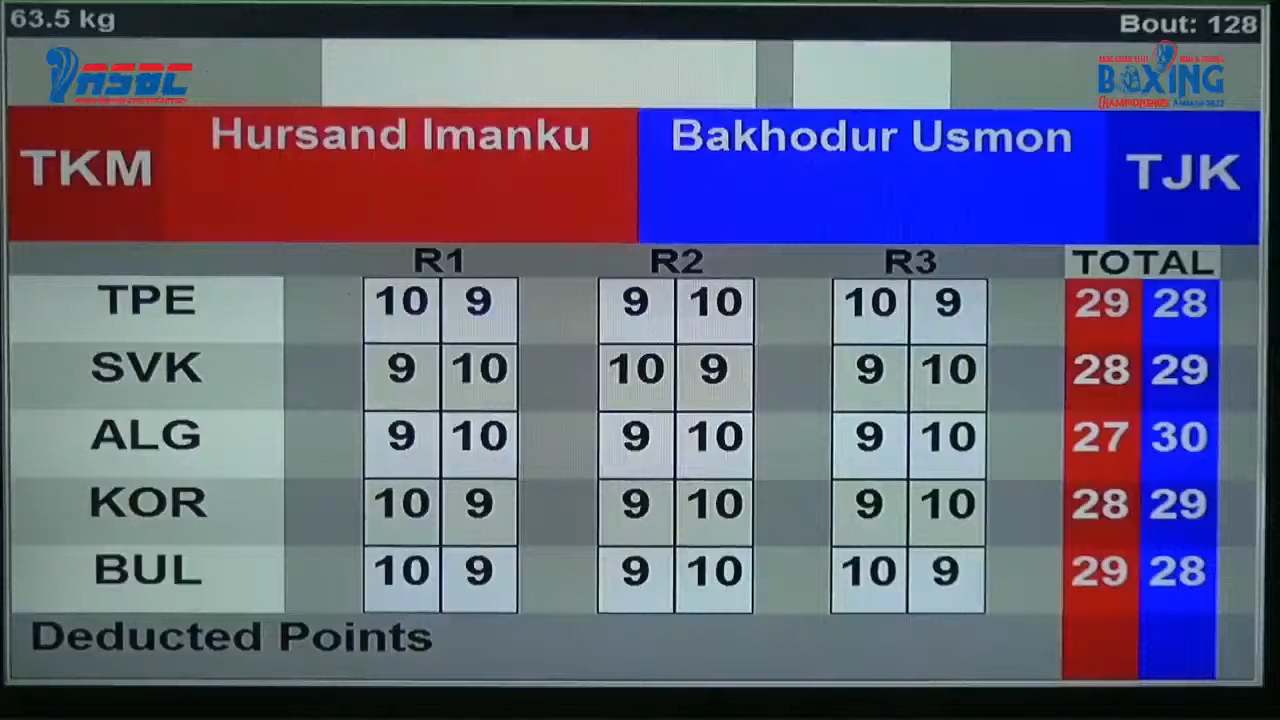 63.5 kg Bout: 128
ASBC
BOXING
CHAMPIONSHIPS AMMAN 2022
TKM Hursand Imanku Bakhodur Usmon TJK
R1 R2 R3 TOTAL
TPE 10 9 9 10 10 9 29 28
SVK 9 10 10 9 9 10 28 29
ALG 9 10 9 10 9 10 27 30
KOR 10 9 9 10 9 10 28 29
BUL 10 9 9 10 10 9 29 28
Deducted Points